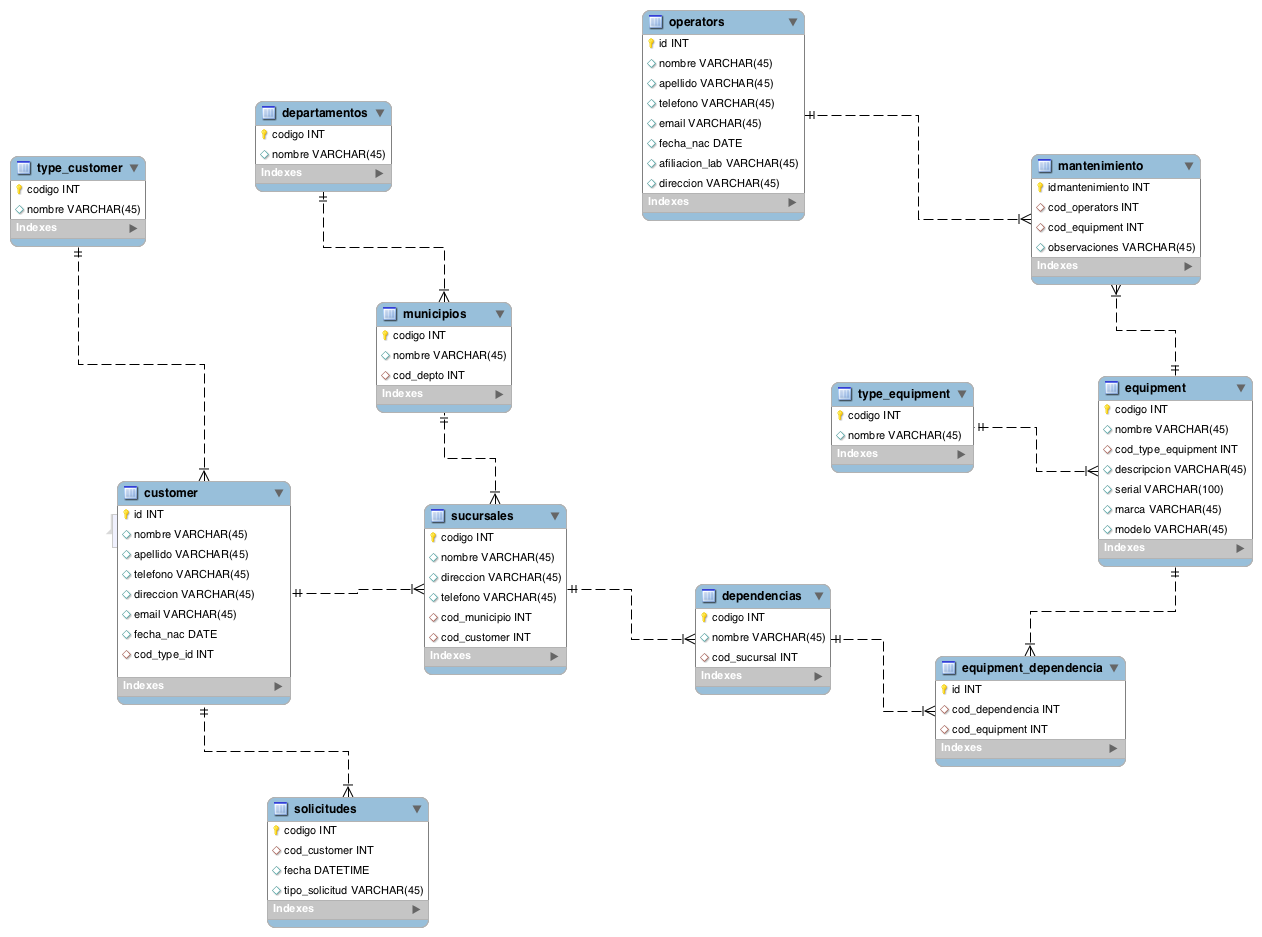 operators
id INT
nombre VARCHAR(45)
apellido VARCHAR(45)
telefono VARCHAR(45)
email VARCHAR(45)
fecha_nac DATE
afiliacion_lab VARCHAR(45)
direccion VARCHAR(45)
Indexes
departamentos
codigo INT
nombre VARCHAR(45)
Indexes
type_customer
codigo INT
nombre VARCHAR(45)
Indexes
mantenimiento
idmantenimiento INT
cod_operators INT
cod_equipment INT
observaciones VARCHAR(45)
Indexes
municipios
codigo INT
nombre VARCHAR(45)
cod_depto INT
Indexes
type_equipment
codigo INT
nombre VARCHAR(45)
Indexes
equipment
codigo INT
nombre VARCHAR(45)
cod_type_equipment INT
descripcion VARCHAR(45)
serial VARCHAR(100)
marca VARCHAR(45)
modelo VARCHAR(45)
Indexes
customer
id INT
nombre VARCHAR(45)
apellido VARCHAR(45)
telefono VARCHAR(45)
direccion VARCHAR(45)
email VARCHAR(45)
fecha_nac DATE
cod_type_id INT
Indexes
sucursales
codigo INT
nombre VARCHAR(45)
direccion VARCHAR(45)
telefono VARCHAR(45)
cod_municipio INT
cod_customer INT
Indexes
dependencias
codigo INT
nombre VARCHAR(45)
cod_sucursal INT
Indexes
equipment_dependencia
id INT
cod_dependencia INT
cod_equipment INT
Indexes
solicitudes
codigo INT
cod_customer INT
fecha DATETIME
tipo_solicitud VARCHAR(45)
Indexes